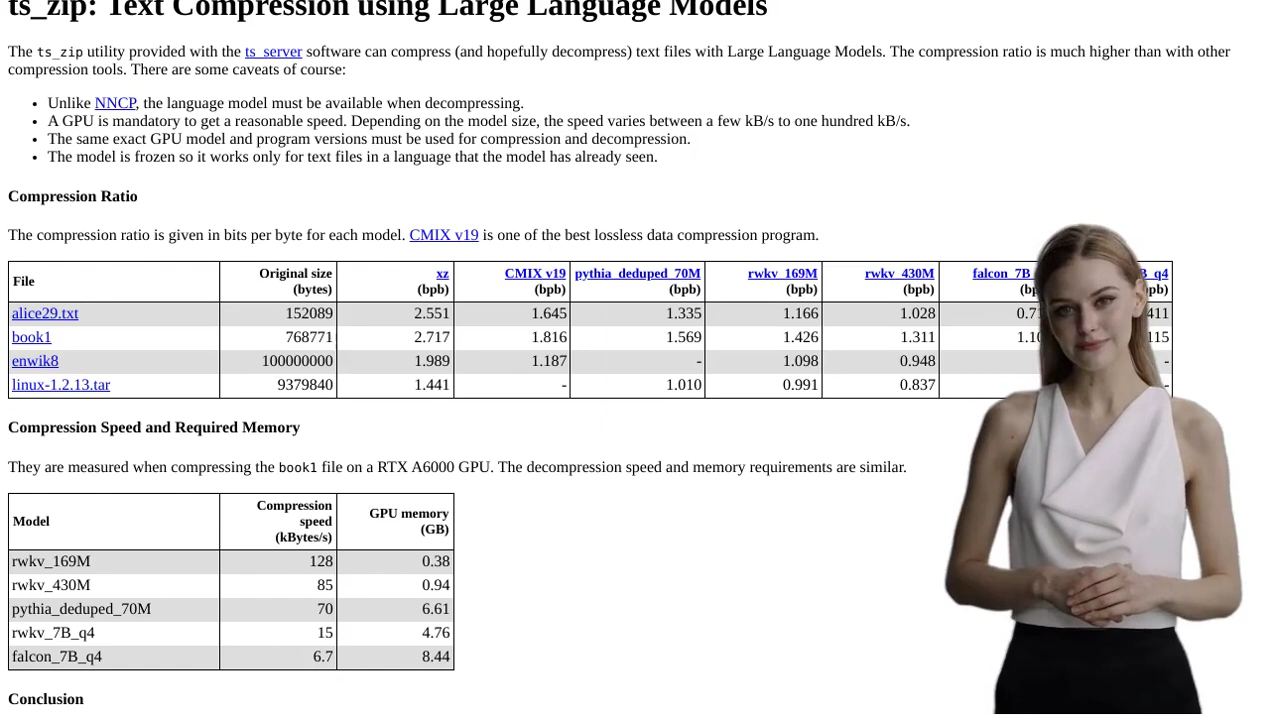 ts_zip: Text Compression using Large Language Models
The ts_zip utility provided with the ts_server software can compress (and hopefully decompress) text files with Large Language Models. The compression ratio is much higher than with other
compression tools. There are some caveats of course:
• Unlike NNCP, the language model must be available when decompressing.
• A GPU is mandatory to get a reasonable speed. Depending on the model size, the speed varies between a few kB/s to one hundred kB/s.
• The same exact GPU model and program versions must be used for compression and decompression.
• The model is frozen so it works only for text files in a language that the model has already seen.
Compression Ratio
The compression ratio is given in bits per byte for each model. CMIX v19 is one of the best lossless data compression program.
File Original size (bytes) xz (bpb) CMIX v19 (bpb) pythia_deduped_70M (bpb) rwkv_169M (bpb) rwkv_430M (bpb) falcon_7B
alice29.txt 152089 2.551 1.645 1.335 1.166 1.028
book1 768771 2.717 1.816 1.569 1.426 1.311
enwik8 100000000 1.989 1.187 - 1.098 0.948 -
linux-1.2.13.tar 9379840 1.441 - 1.010 0.991 0.837 -
Compression Speed and Required Memory
They are measured when compressing the book1 file on a RTX A6000 GPU. The decompression speed and memory requirements are similar.
Model Compression speed (kBytes/s) GPU memory (GB)
rwkv_169M 128 0.38
rwkv_430M 85 0.94
pythia_deduped_70M 70 6.61
rwkv_7B_q4 15 4.76
falcon_7B_q4 6.7 8.44
Conclusion